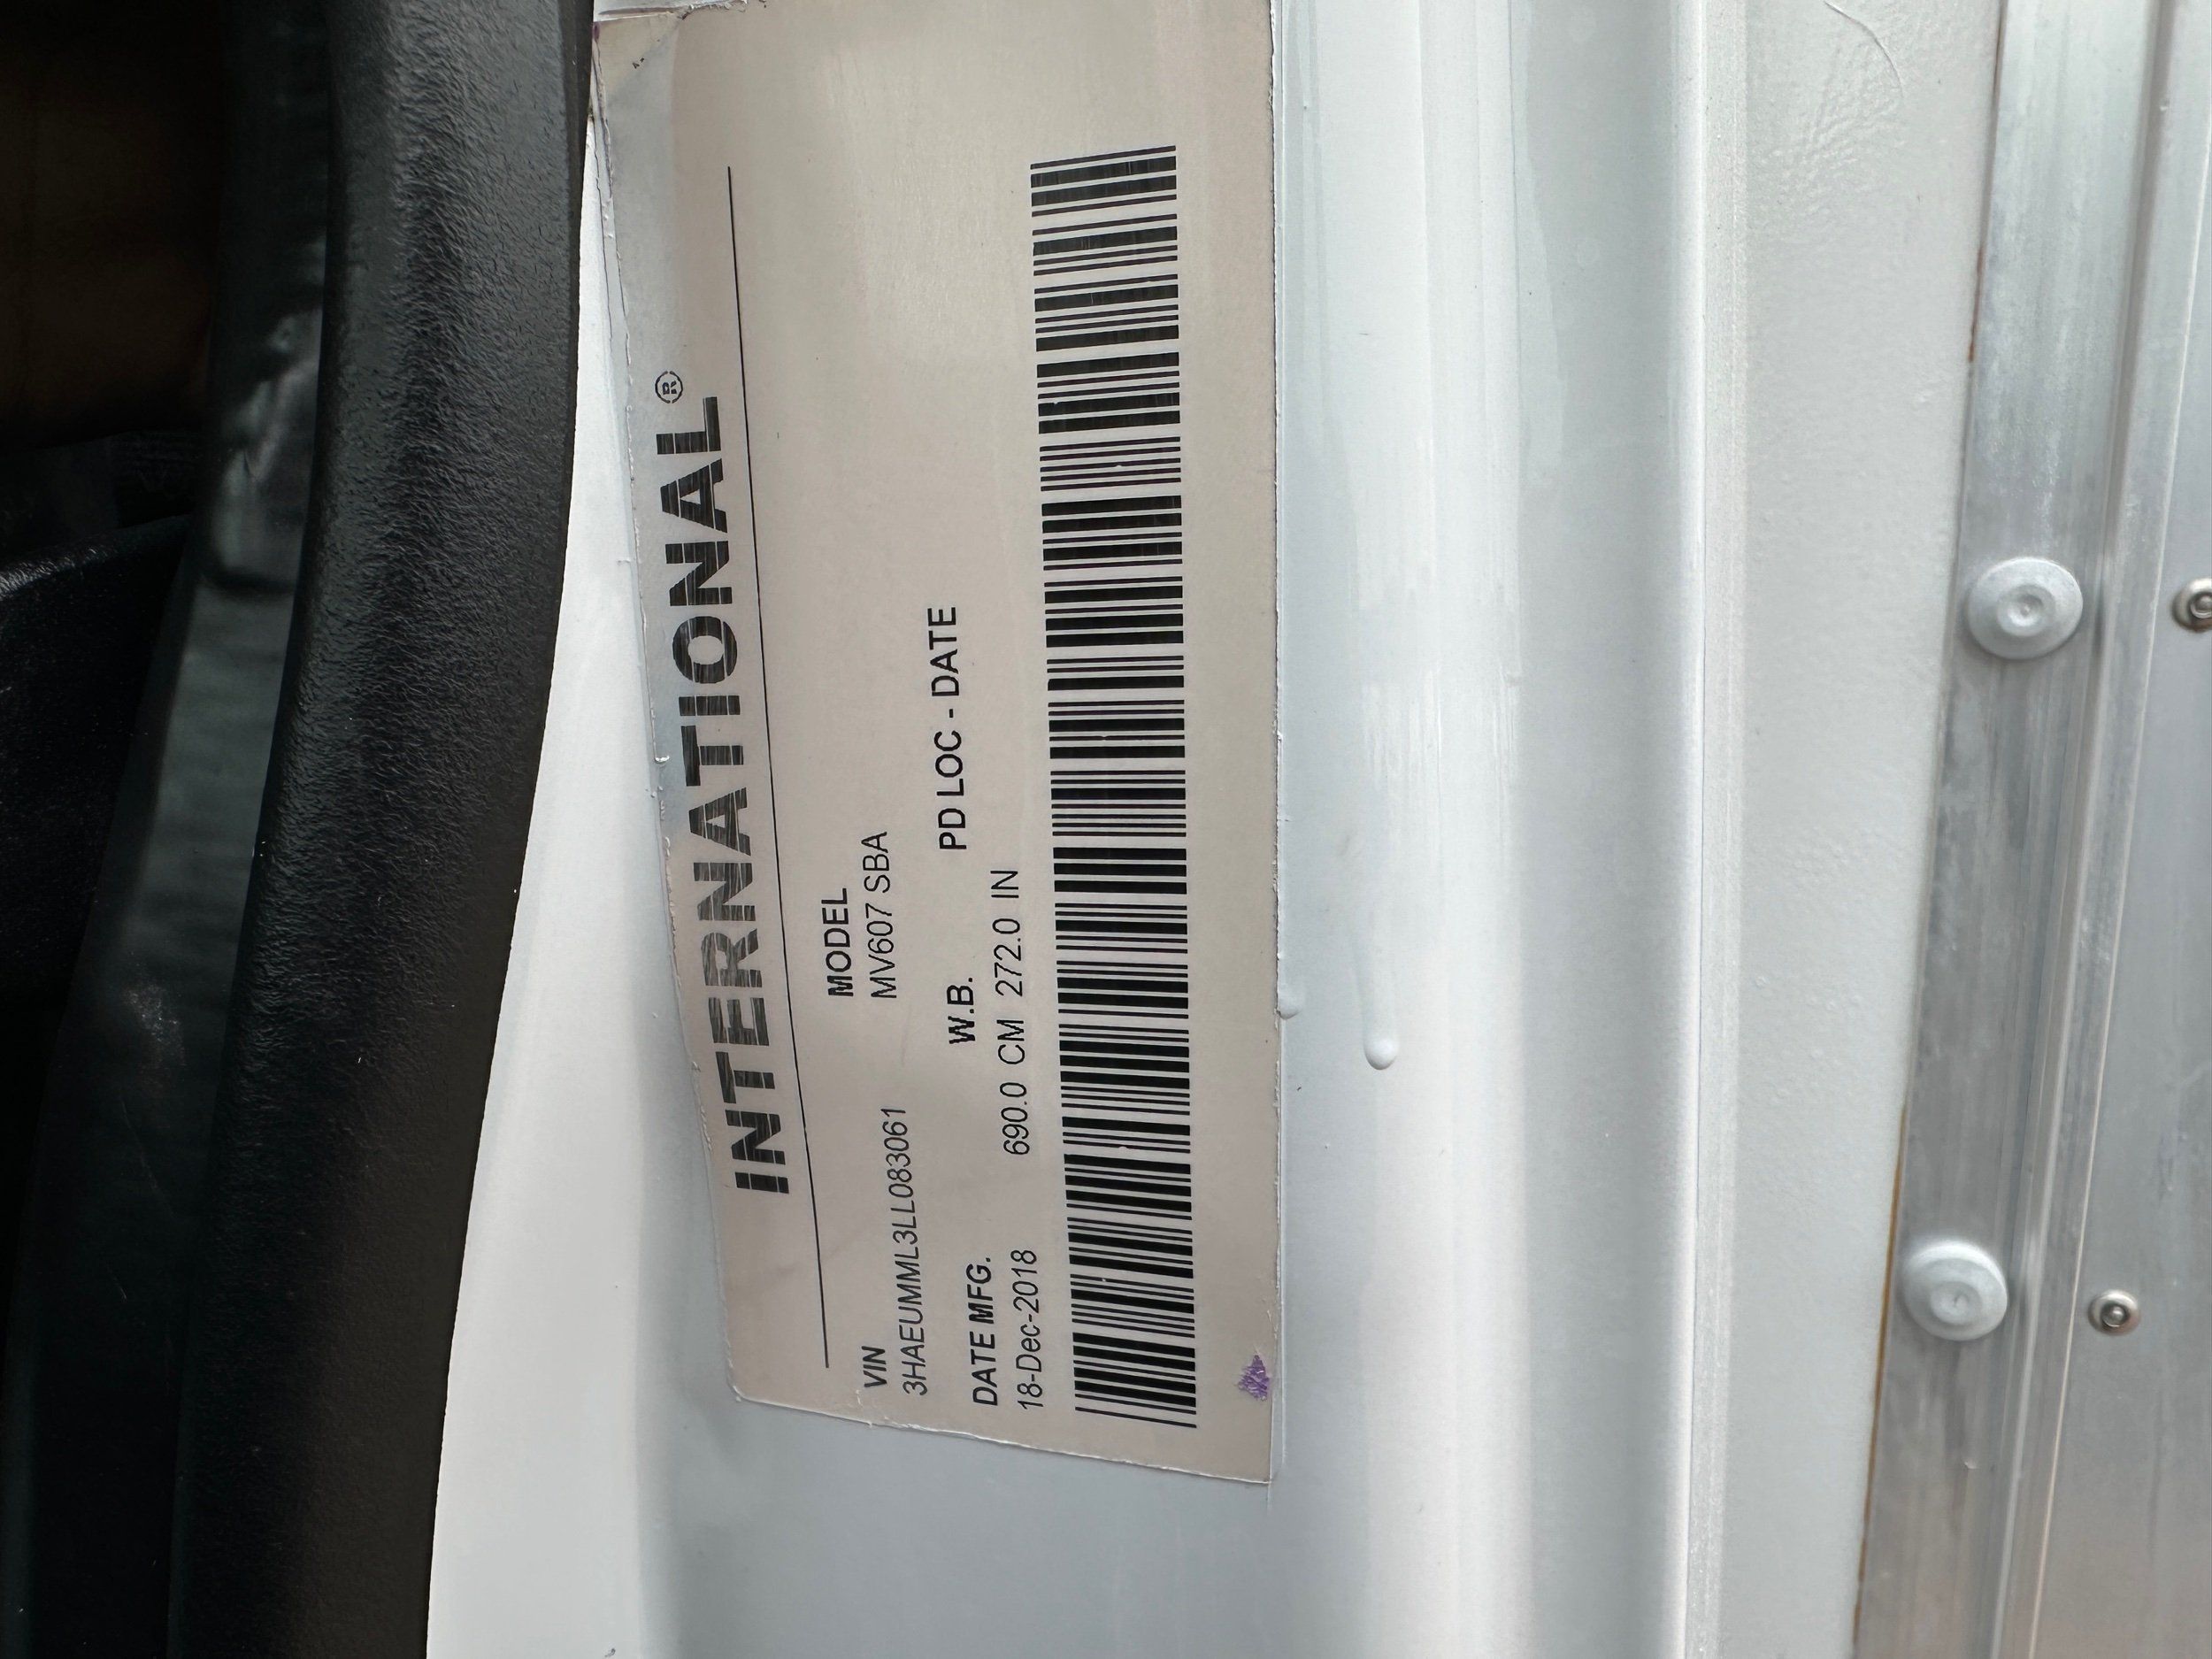 INTERNATIONAL®
VIN MODEL
3HAEUMML3LL083061 MV607 SBA
DATE MFG. W.B. PD LOC - DATE
18-Dec-2018 690.0 CM 272.0 IN